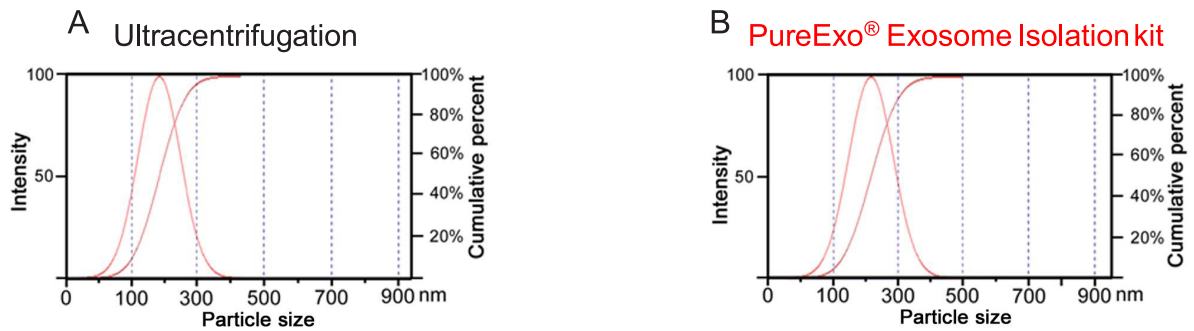 A Ultracentrifugation
100
50
Intensity
100%
80%
60%
40%
20%
Cumulative percent
0 100 300 500 700 900 nm
Particle size
B PureExo® Exosome Isolation kit
100
50
Intensity
100%
80%
60%
40%
20%
Cumulative percent
0 100 300 500 700 900 nm
Particle size